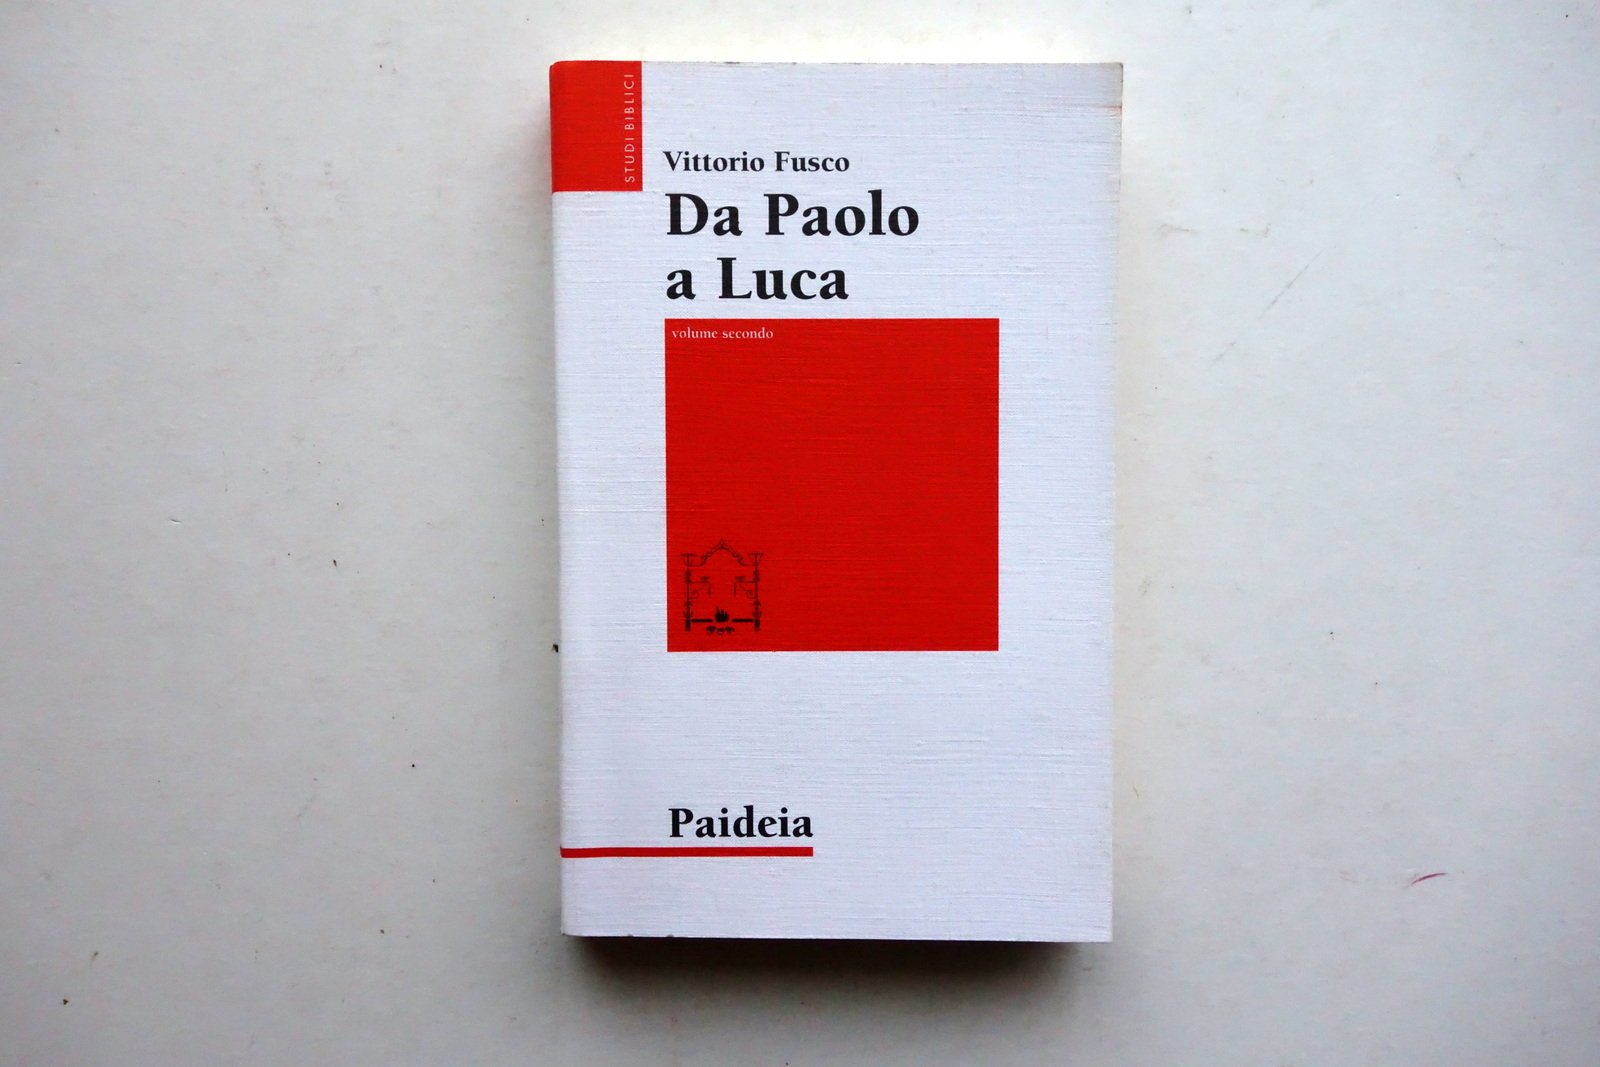 STUDI BIBLICI
Vittorio Fusco
Da Paolo
a Luca
volume secondo
Paideia